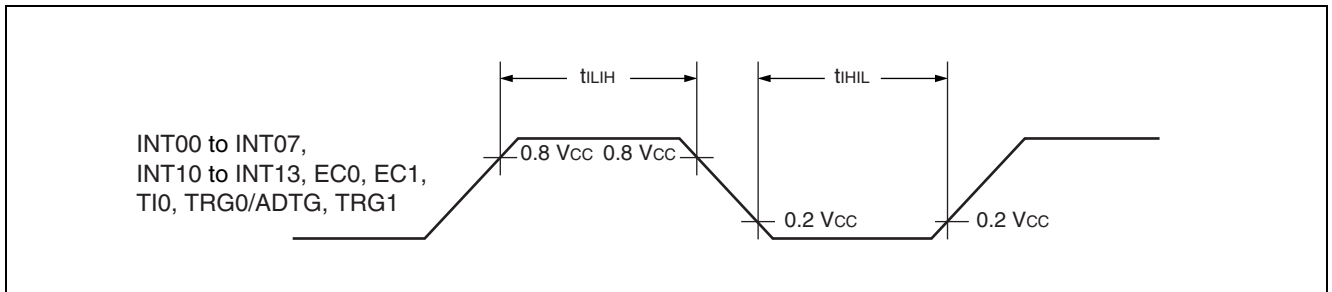 tILIH
tIHIL
INT00 to INT07,
INT10 to INT13, EC0, EC1,
TI0, TRG0/ADTG, TRG1
0.8 VCC 0.8 VCC
0.2 VCC
0.2 VCC